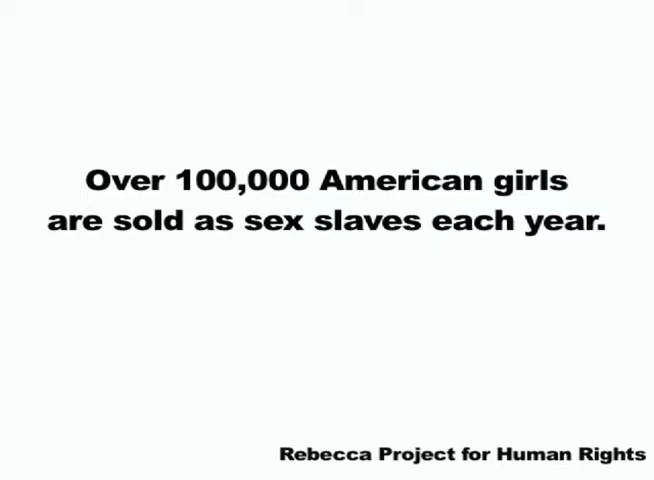 Over 100,000 American girls
are sold as sex slaves each year.
Rebecca Project for Human Rights